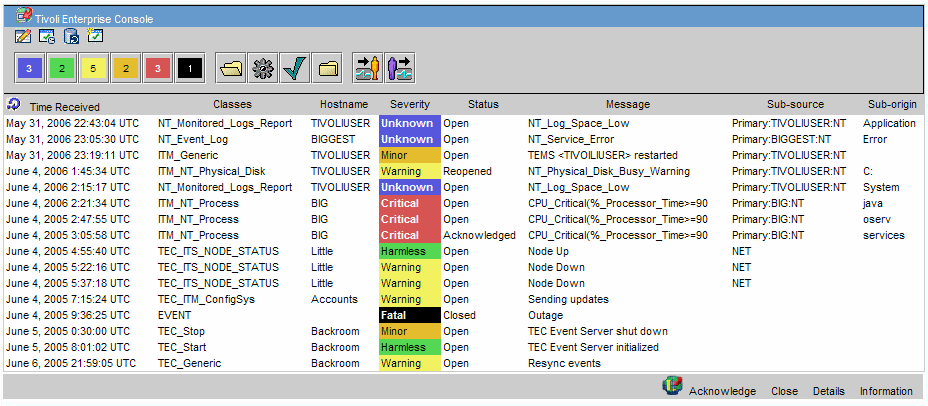 Tivoli Enterprise Console
3 2 5 2 3 1
Time Received Classes Hostname Severity Status Message Sub-source Sub-origin
May 31, 2006 22:43:04 UTC NT_Monitored_Logs_Report TIVOLIUSER Unknown Open NT_Log_Space_Low Primary:TIVOLIUSER:NT Application
May 31, 2006 23:05:30 UTC NT_Event_Log BIGGEST Unknown Open NT_Service_Error Primary:BIGGEST:NT Error
May 31, 2006 23:19:11 UTC ITM_Generic TIVOLIUSER Minor Open TEMS <TIVOILIUSER> restarted Primary:TIVOLIUSER:NT
June 4, 2006 1:45:34 UTC ITM_NT_Physical_Disk TIVOLIUSER Warning Reopened NT_Physical_Disk_Busy_Warning Primary:TIVOLIUSER:NT C:
June 4, 2006 2:15:17 UTC NT_Monitored_Logs_Report TIVOLIUSER Unknown Open NT_Log_Space_Low Primary:TIVOLIUSER:NT System
June 4, 2006 2:21:34 UTC ITM_NT_Process BIG Critical Open CPU_Critical(%_Processor_Time>=90 Primary:BIG:NT java
June 4, 2005 2:47:55 UTC ITM_NT_Process BIG Critical Open CPU_Critical(%_Processor_Time>=90 Primary:BIG:NT oserv
June 4, 2005 3:05:58 UTC ITM_NT_Process BIG Critical Acknowledged CPU_Critical(%_Processor_Time>=90 Primary:BIG:NT services
June 4, 2005 4:55:40 UTC TEC_ITS_NODE_STATUS Little Harmless Open Node Up NET
June 4, 2005 5:22:16 UTC TEC_ITS_NODE_STATUS Little Warning Open Node Down NET
June 4, 2005 5:37:18 UTC TEC_ITS_NODE_STATUS Little Warning Open Node Down NET
June 4, 2005 7:15:24 UTC TEC_ITM_ConfigSys Accounts Warning Open Sending updates
June 4, 2005 9:36:25 UTC EVENT Fatal Closed Outage
June 5, 2005 0:30:00 UTC TEC_Stop Backroom Minor Open TEC Event Server shut down
June 5, 2005 8:01:02 UTC TEC_Start Backroom Harmless Open TEC Event Server initialized
June 6, 2005 21:59:05 UTC TEC_Generic Backroom Warning Open Resync events
Acknowledge Close Details Information